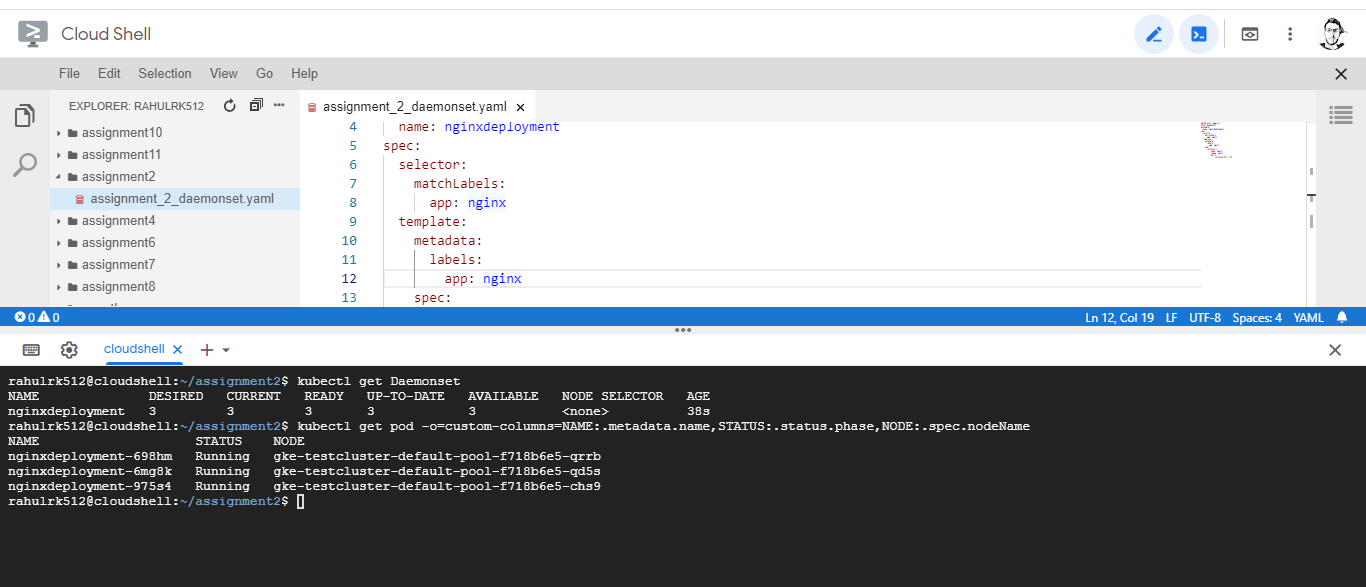 Cloud Shell
File Edit Selection View Go Help
EXPLORER: RAHULRK512
assignment10
assignment11
assignment2
assignment_2_daemonset.yaml
assignment4
assignment6
assignment7
assignment8
assignment_2_daemonset.yaml
4 name: nginxdeployment
5 spec:
6 selector:
7 matchLabels:
8 app: nginx
9 template:
10 metadata:
11 labels:
12 app: nginx
13 spec:
0 0 Ln 12, Col 19 LF UTF-8 Spaces: 4 YAML
cloudshell
rahulrk512@cloudshell:~/assignment2$ kubectl get Daemonset
NAME DESIRED CURRENT READY UP-TO-DATE AVAILABLE NODE SELECTOR AGE
nginxdeployment 3 3 3 3 3 <none> 38s
rahulrk512@cloudshell:~/assignment2$ kubectl get pod -o=custom-columns=NAME:.metadata.name,STATUS:.status.phase,NODE:.spec.nodeName
NAME STATUS NODE
nginxdeployment-698hm Running gke-testcluster-default-pool-f718b6e5-qrrb
nginxdeployment-6mg8k Running gke-testcluster-default-pool-f718b6e5-qd5s
nginxdeployment-975s4 Running gke-testcluster-default-pool-f718b6e5-chs9
rahulrk512@cloudshell:~/assignment2$